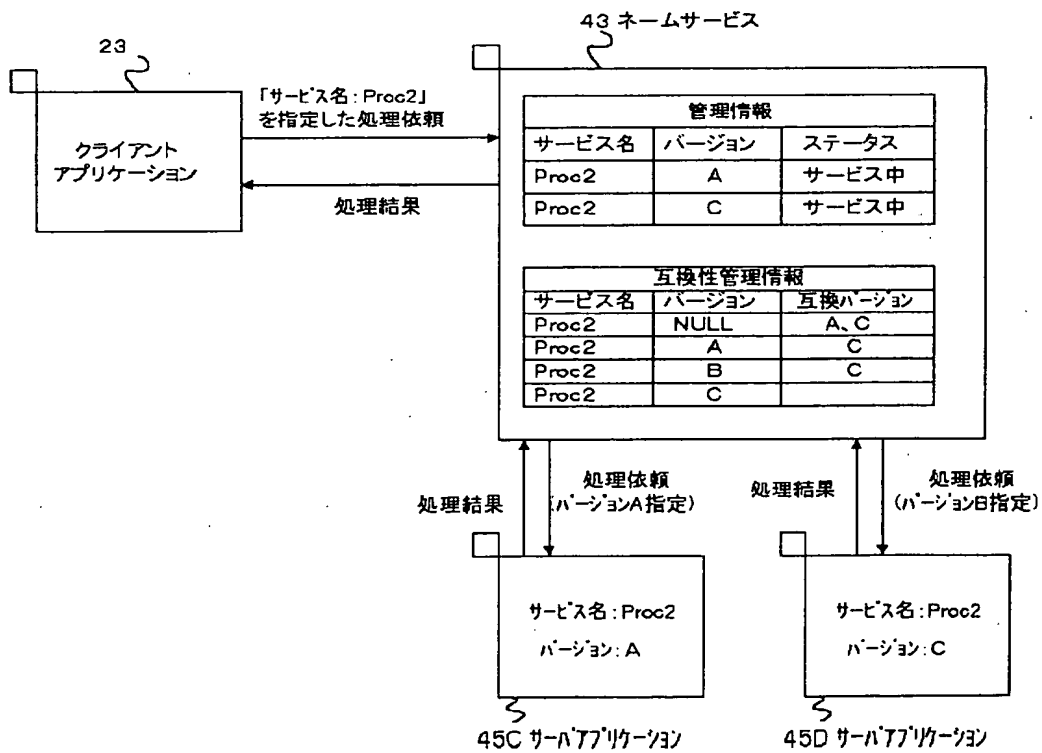 43 ネームサービス
23
クライアント
アプリケーション
「サービス名:Proc2」
を指定した処理依頼
処理結果
管理情報
サービス名 バージョン ステータス
Proc2 A サービス中
Proc2 C サービス中
互換性管理情報
サービス名 バージョン 互換バージョン
Proc2 NULL A、C
Proc2 A C
Proc2 B C
Proc2 C
処理結果
処理依頼
(バージョンA指定)
処理結果
処理依頼
(バージョンB指定)
サービス名:Proc2
バージョン:A
サービス名:Proc2
バージョン:C
45C サーバアプリケーション
45D サーバアプリケーション